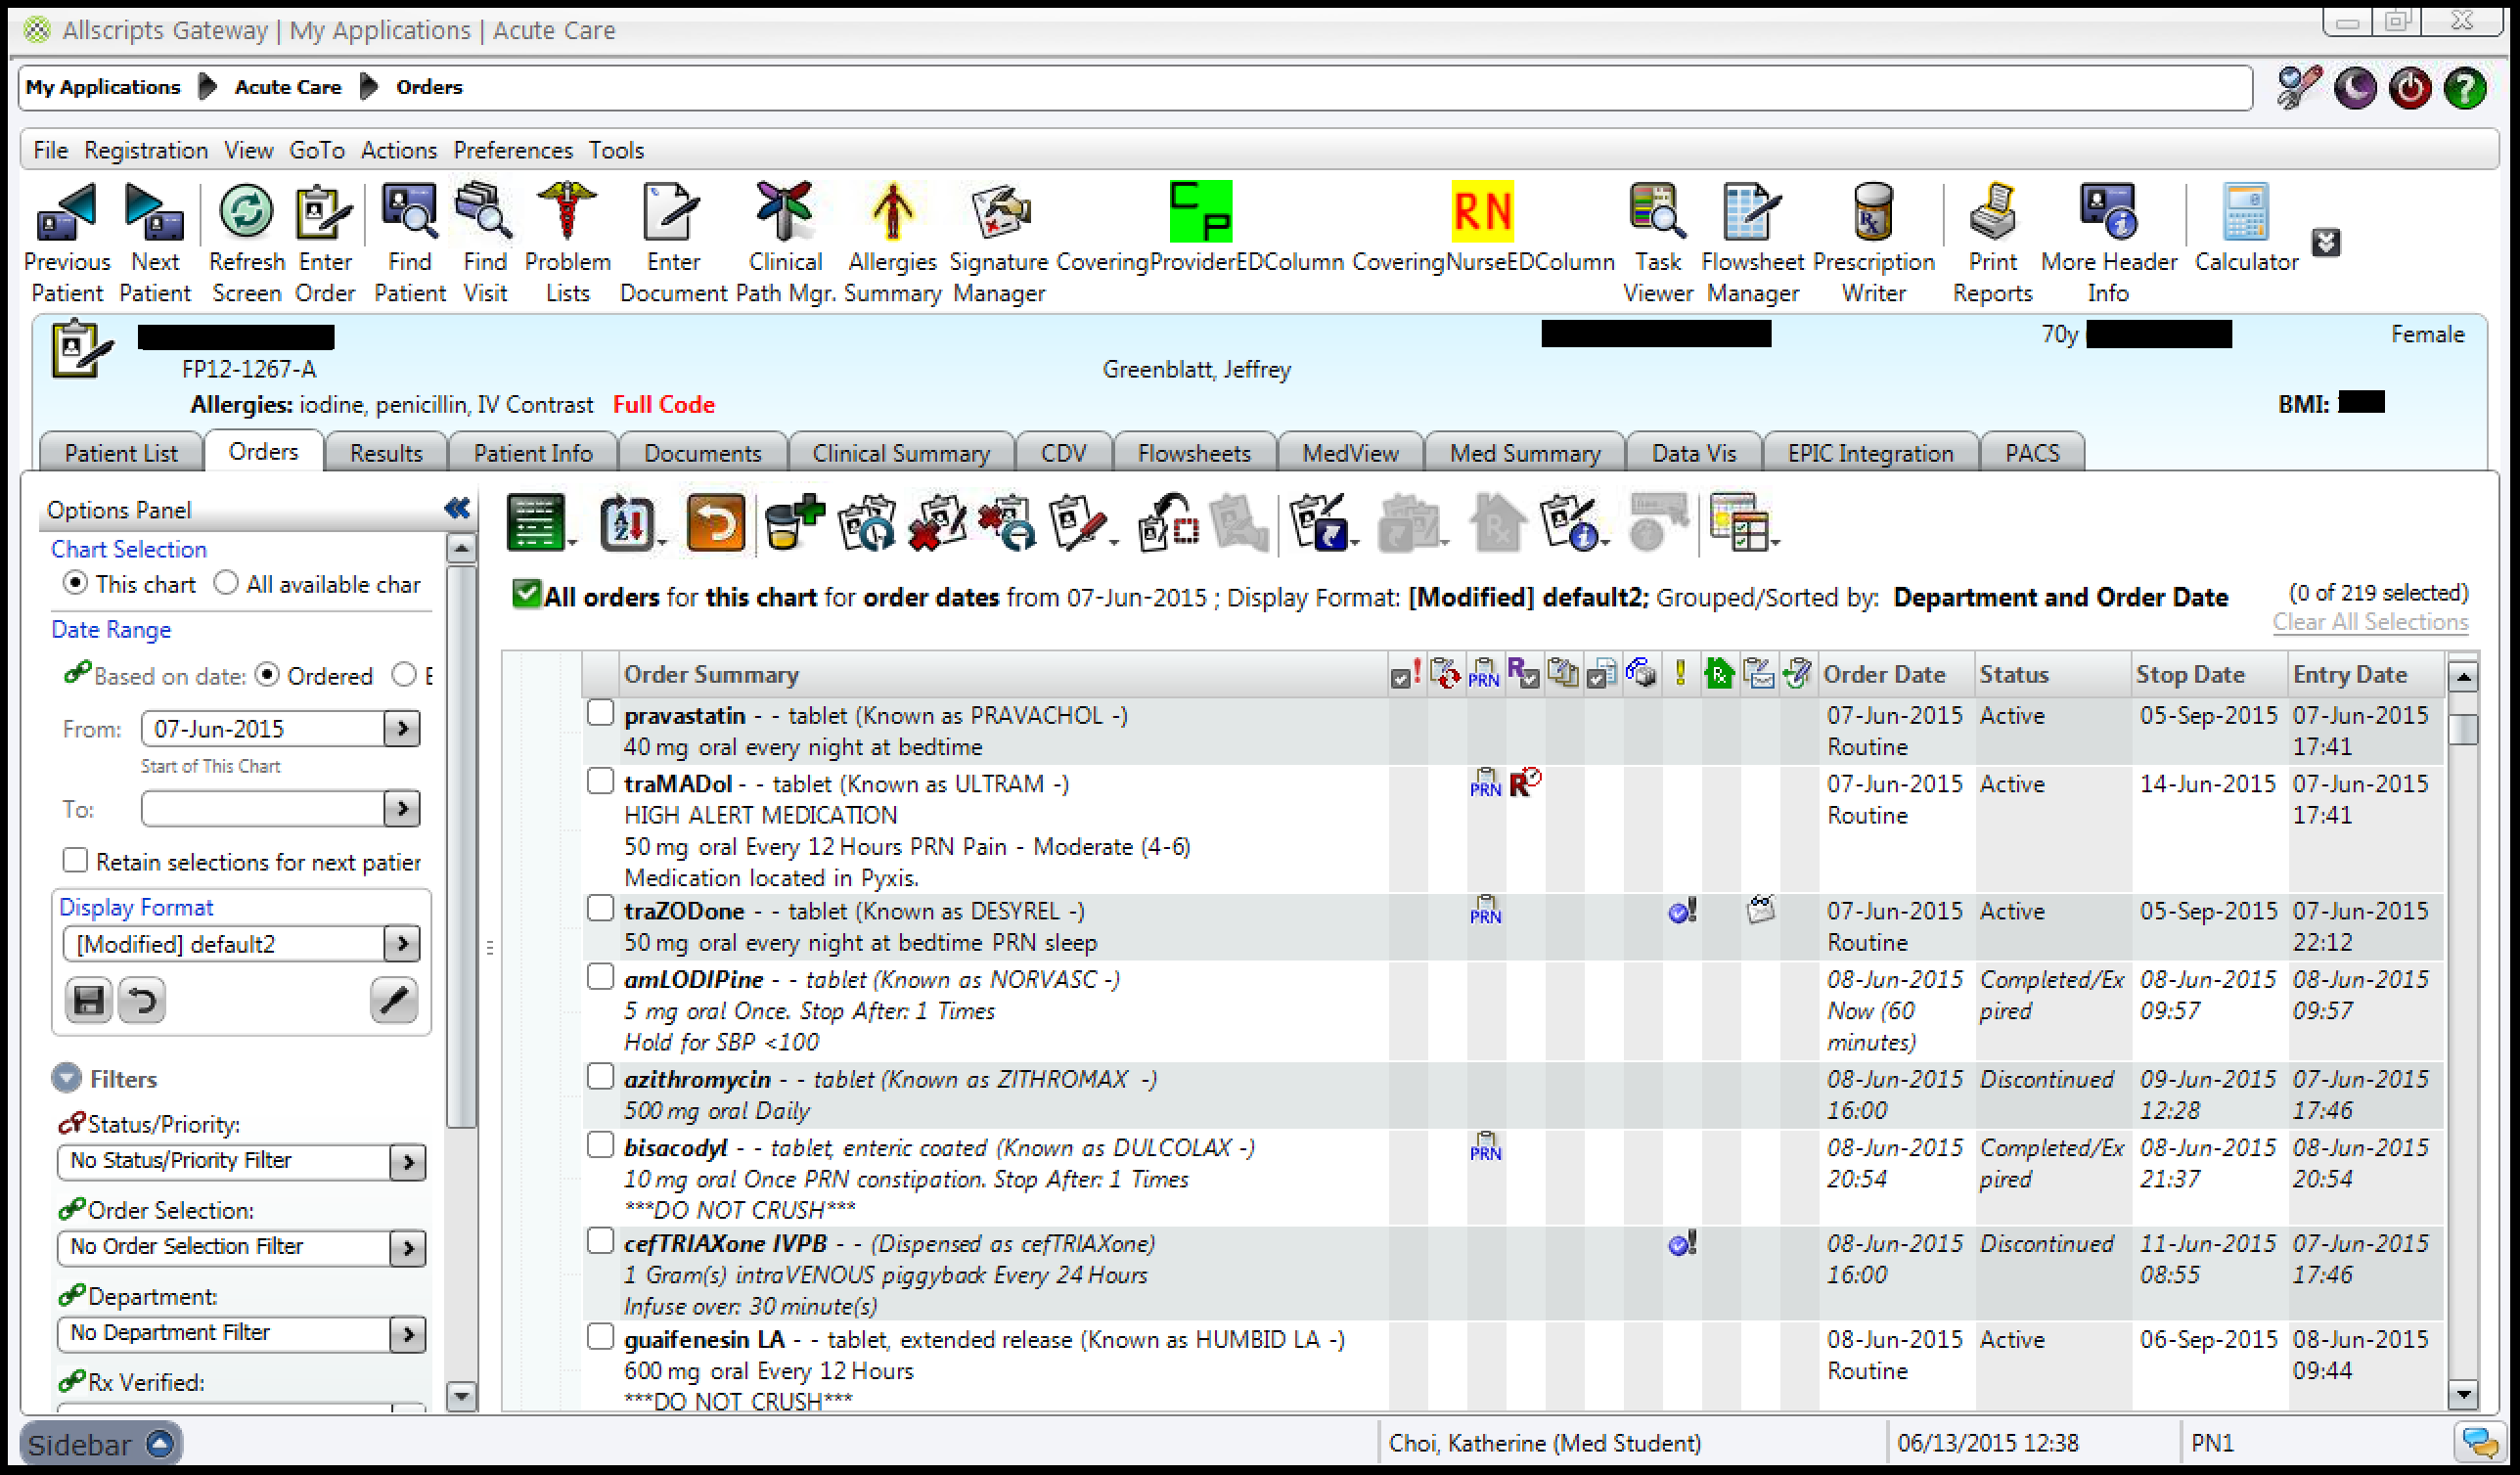 Allscripts Gateway | My Applications | Acute Care
My Applications Acute Care Orders
File Registration View GoTo Actions Preferences Tools
Previous Patient
Next Patient
Refresh Screen
Enter Order
Find Patient
Find Visit
Problem Lists
Enter Document
Clinical Path Mgr.
Allergies Summary
Signature Manager
CP
CoveringProviderEDColumn
RN
CoveringNurseEDColumn
Task Viewer
Flowsheet Manager
Prescription Writer
Print Reports
More Header Info
Calculator
70y Female
FP12-1267-A Greenblatt, Jeffrey
Allergies: iodine, penicillin, IV Contrast Full Code BMI:
Patient List Orders Results Patient Info Documents Clinical Summary CDV Flowsheets MedView Med Summary Data Vis EPIC Integration PACS
Options Panel
Chart Selection
This chart All available char
Date Range
Based on date: Ordered E
From: 07-Jun-2015
Start of This Chart
To:
Retain selections for next patier
Display Format
[Modified] default2
Filters
Status/Priority:
No Status/Priority Filter
Order Selection:
No Order Selection Filter
Department:
No Department Filter
Rx Verified:
All orders for this chart for order dates from 07-Jun-2015 ; Display Format: [Modified] default2; Grouped/Sorted by: Department and Order Date (0 of 219 selected)
Clear All Selections
Order Summary PRN Order Date Status Stop Date Entry Date
pravastatin - - tablet (Known as PRAVACHOL -) 07-Jun-2015 Active 05-Sep-2015 07-Jun-2015
40 mg oral every night at bedtime Routine 17:41
traMADol - - tablet (Known as ULTRAM -) PRN R 07-Jun-2015 Active 14-Jun-2015 07-Jun-2015
HIGH ALERT MEDICATION Routine 17:41
50 mg oral Every 12 Hours PRN Pain - Moderate (4-6)
Medication located in Pyxis.
traZODone - - tablet (Known as DESYREL -) PRN 07-Jun-2015 Active 05-Sep-2015 07-Jun-2015
50 mg oral every night at bedtime PRN sleep Routine 22:12
amLODIPine - - tablet (Known as NORVASC -) 08-Jun-2015 Completed/Ex 08-Jun-2015 08-Jun-2015
5 mg oral Once. Stop After: 1 Times Now (60 pired 09:57 09:57
Hold for SBP <100 minutes)
azithromycin - - tablet (Known as ZITHROMAX -) 08-Jun-2015 Discontinued 09-Jun-2015 07-Jun-2015
500 mg oral Daily 16:00 12:28 17:46
bisacodyl - - tablet, enteric coated (Known as DULCOLAX -) PRN 08-Jun-2015 Completed/Ex 08-Jun-2015 08-Jun-2015
10 mg oral Once PRN constipation. Stop After: 1 Times 20:54 pired 21:37 20:54
***DO NOT CRUSH***
cefTRIAXone IVPB - - (Dispensed as cefTRIAXone) 08-Jun-2015 Discontinued 11-Jun-2015 07-Jun-2015
1 Gram(s) intraVENOUS piggyback Every 24 Hours 16:00 08:55 17:46
Infuse over: 30 minute(s)
guaifenesin LA - - tablet, extended release (Known as HUMBID LA -) 08-Jun-2015 Active 06-Sep-2015 08-Jun-2015
600 mg oral Every 12 Hours Routine 09:44
***DO NOT CRUSH***
Sidebar Choi, Katherine (Med Student) 06/13/2015 12:38 PN1